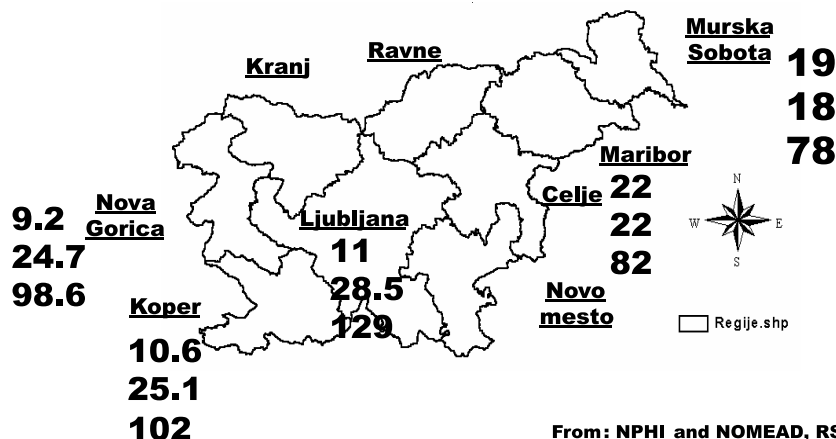 Murska
Sobota
19
18
78
Ravne
Kranj
Maribor
22
22
82
Celje
Nova
Gorica
9.2
24.7
98.6
Ljubljana
11
28.5
129
N
W
E
S
Koper
10.6
25.1
102
Novo
mesto
Regije.shp
From: NPHI and NOMEAD, RS